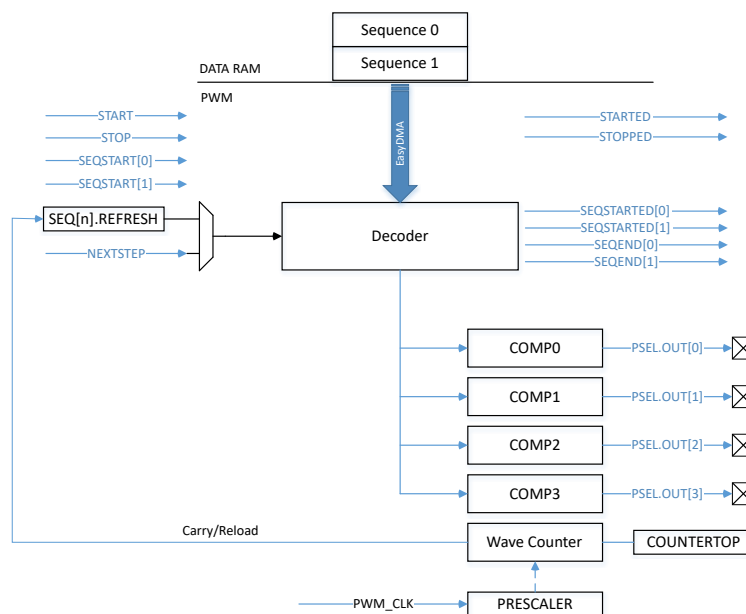 Sequence 0
Sequence 1
DATA RAM
PWM
START
STOP
SEQSTART[0]
SEQSTART[1]
EasyDMA
STARTED
STOPPED
SEQ[n].REFRESH
NEXTSTEP
Decoder
SEQSTARTED[0]
SEQSTARTED[1]
SEQEND[0]
SEQEND[1]
COMP0
PSEL.OUT[0]
COMP1
PSEL.OUT[1]
COMP2
PSEL.OUT[2]
COMP3
PSEL.OUT[3]
Carry/Reload
Wave Counter
COUNTERTOP
PWM_CLK
PRESCALER